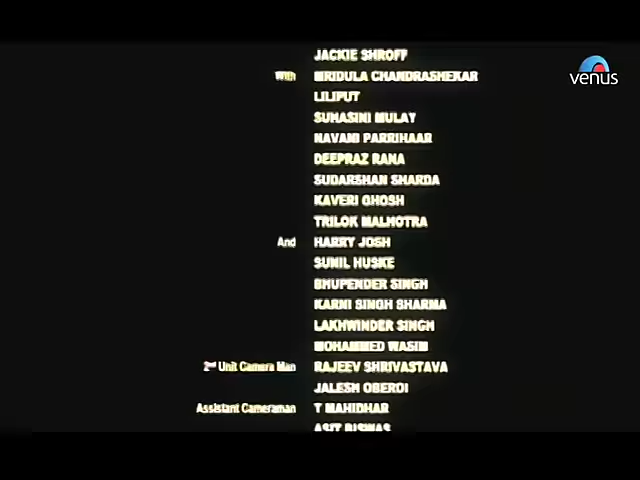 JACKIE SHROFF
venus
With MRIDULA CHANDRASHEKAR
LILIPUT
SUHASINI MULAY
NAVANI PARRIHAAR
DEEPRAZ RANA
SUDARSHAN SHARDA
KAVERI GHOSH
TRILOK MALHOTRA
And HARRY JOSH
SUNIL HUSKE
BHUPENDER SINGH
KARNI SINGH SHARMA
LAKHWINDER SINGH
MOHAMMED WASIM
2nd Unit Camera Man RAJEEV SHRIVASTAVA
JALESH OBEROI
Assistant Cameraman T MAHIDHAR
ASIT BISWAS